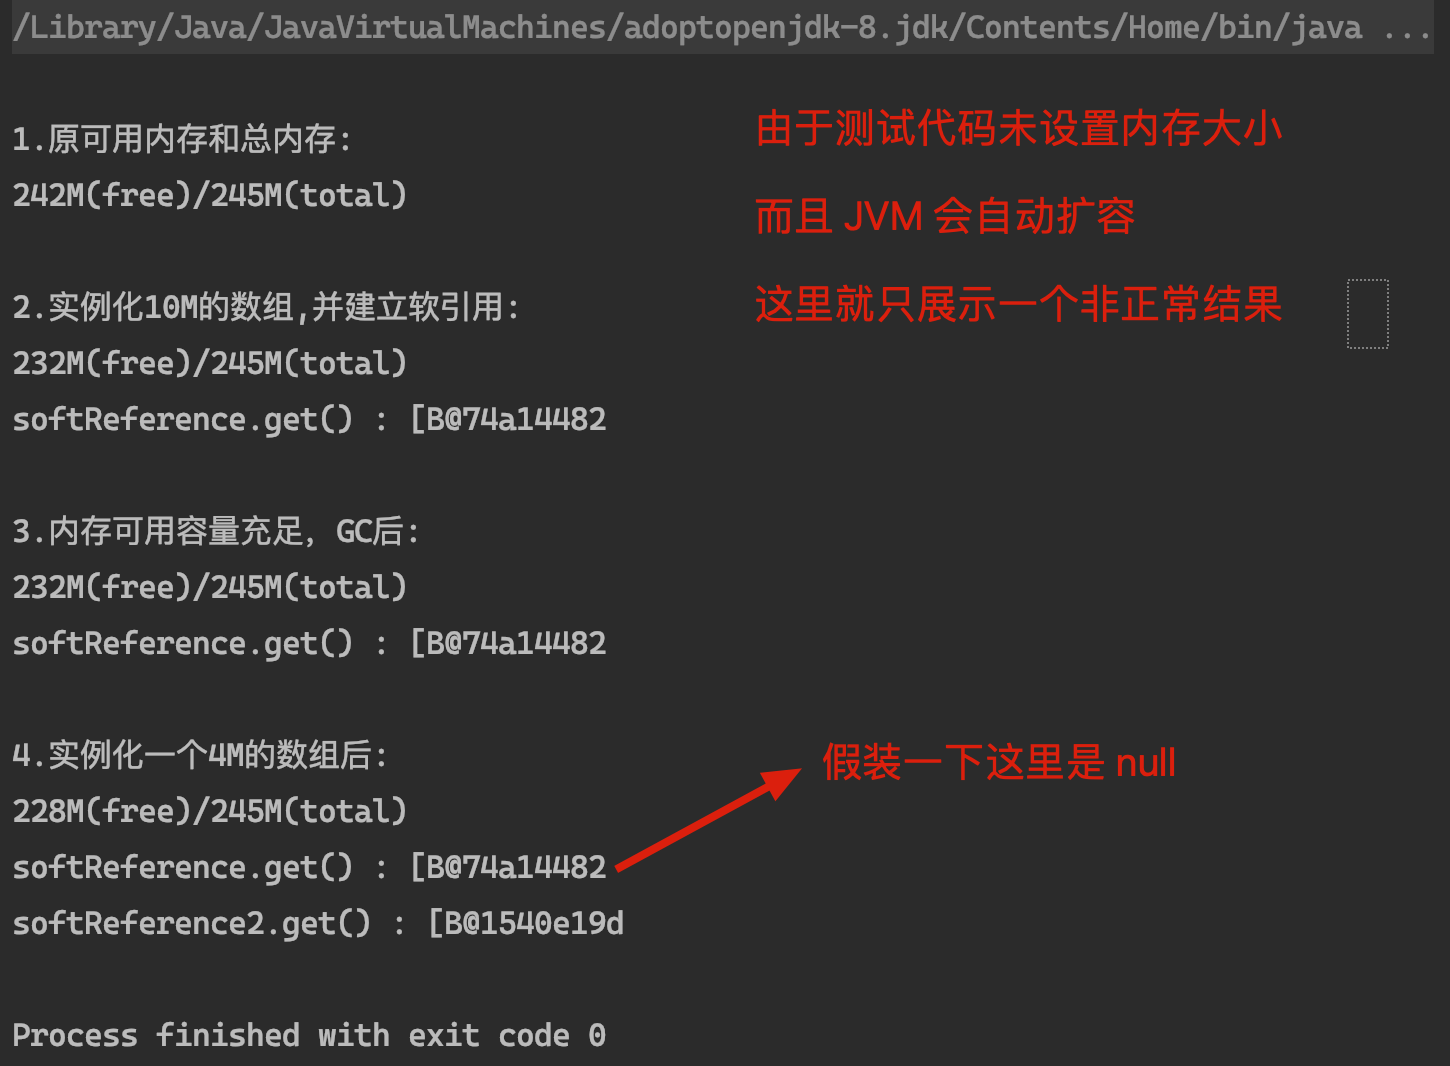 /Library/Java/JavaVirtualMachines/adoptopenjdk-8.jdk/Contents/Home/bin/java ...
由于测试代码未设置内存大小
1.原可用内存和总内存:
242M(free)/245M(total)
而且 JVM 会自动扩容
2.实例化10M的数组,并建立软引用:
这里就只展示一个非正常结果
232M(free)/245M(total)
softReference.get() : [B@74a14482
3.内存可用容量充足，GC后:
232M(free)/245M(total)
softReference.get() : [B@74a14482
4.实例化一个4M的数组后:
假装一下这里是 null
228M(free)/245M(total)
softReference.get() : [B@74a14482
softReference2.get() : [B@1540e19d
Process finished with exit code 0